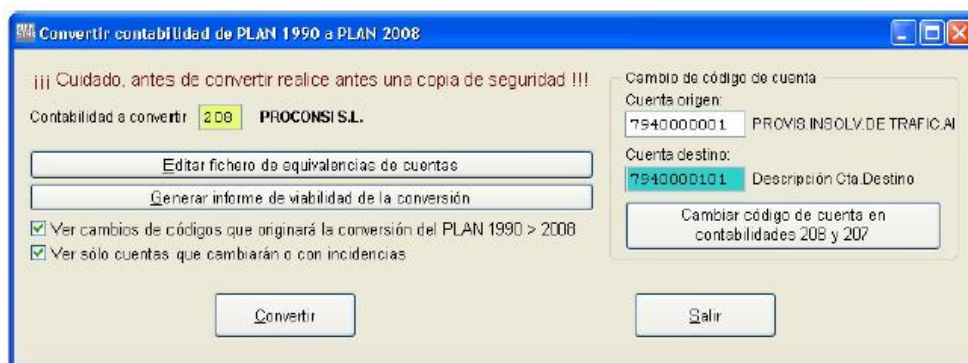 Convertir contabilidad de PLAN 1990 a PLAN 2008
¡¡¡ Cuidado, antes de convertir realice antes una copia de seguridad !!!
Contabilidad a convertir 208 PROCONSI S.L.
Editar fichero de equivalencias de cuentas
Generar informe de viabilidad de la conversión
Ver cambios de códigos que originará la conversión del PLAN 1990 > 2008
Ver sólo cuentas que cambiarán o con incidencias
Convertir
Cambio de código de cuenta
Cuenta origen:
7940000001 PROVIS.INSOLV.DE TRAFIC.AI
Cuenta destino:
7940000101 Descripción Cta.Destino
Cambiar código de cuenta en
contabilidades 208 y 207
Salir